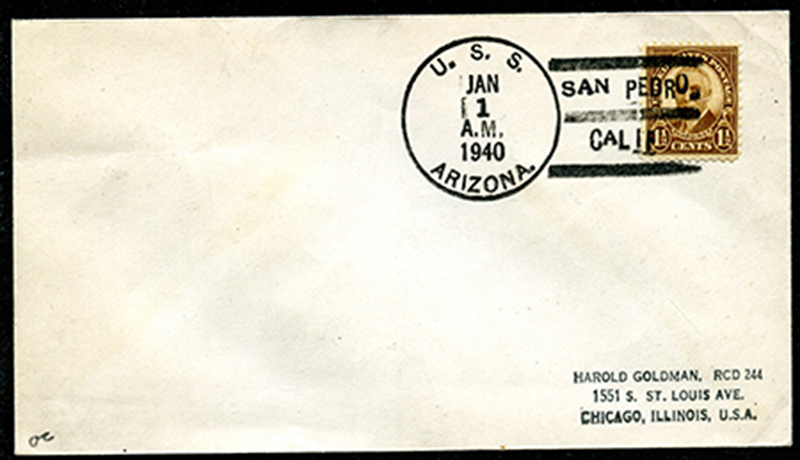 U. S. S.
JAN
1
A.M.
1940
ARIZONA.
SAN PEDRO,
CALIF
1½ CENTS 1½
HAROLD GOLDMAN, RCD 244
1551 S. ST. LOUIS AVE.
CHICAGO, ILLINOIS, U.S.A.
oc